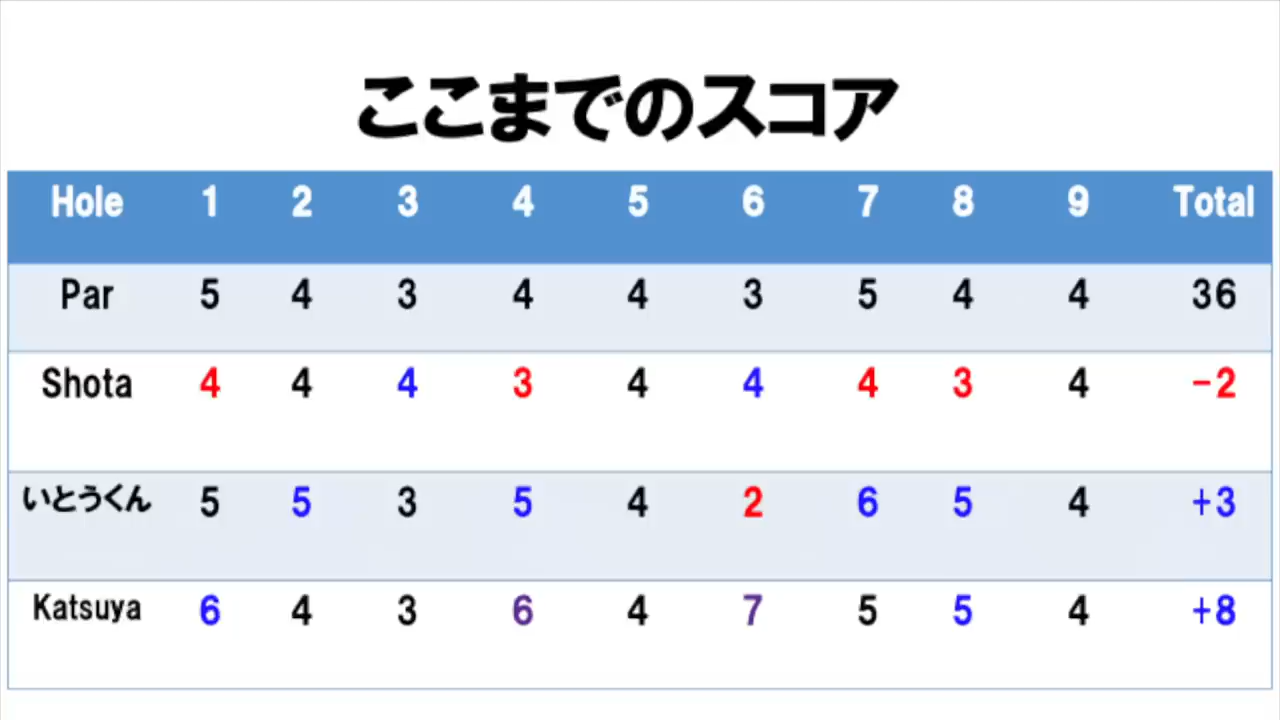 ここまでのスコア
Hole 1 2 3 4 5 6 7 8 9 Total
Par 5 4 3 4 4 3 5 4 4 36
Shota 4 4 4 3 4 4 4 3 4 -2
いとうくん 5 5 3 5 4 2 6 5 4 +3
Katsuya 6 4 3 6 4 7 5 5 4 +8